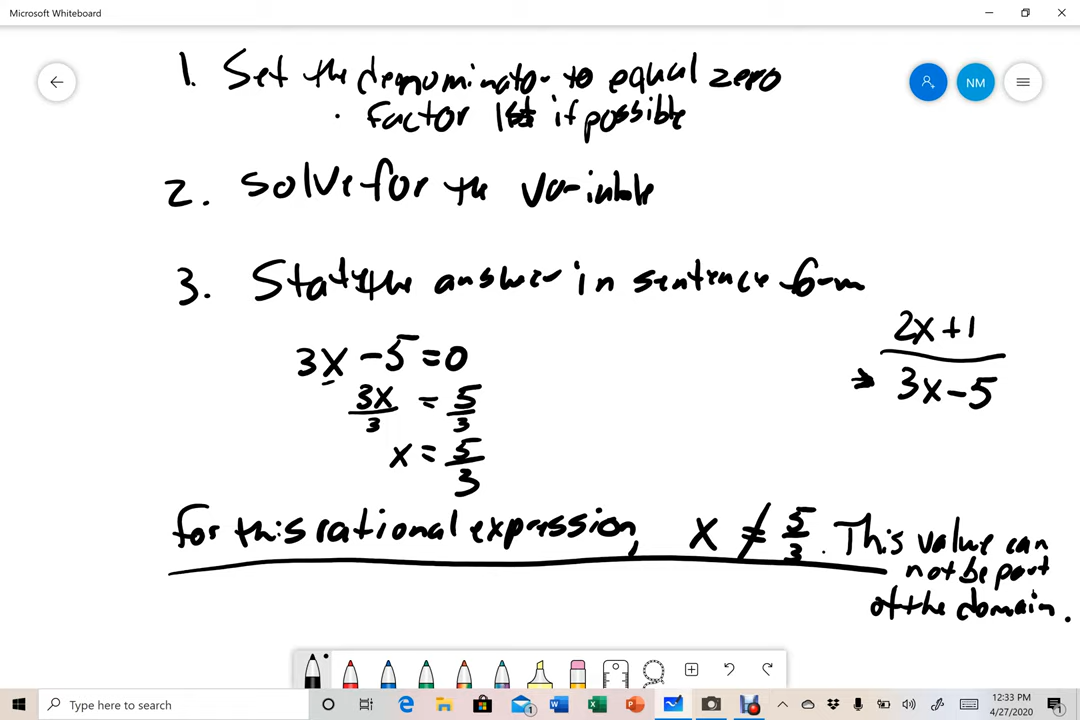 Microsoft Whiteboard
1. Set the denominator to equal zero
· factor 1st if possible
NM
2. Solve for the variable
3. State the answer in sentence form
2x + 1
3x - 5 = 0
→ 3x - 5
3x/3 = 5/3
x = 5/3
for this rational expression, x ≠ 5/3. This value can
not be part
of the domain.
Type here to search
12:33 PM
4/27/2020